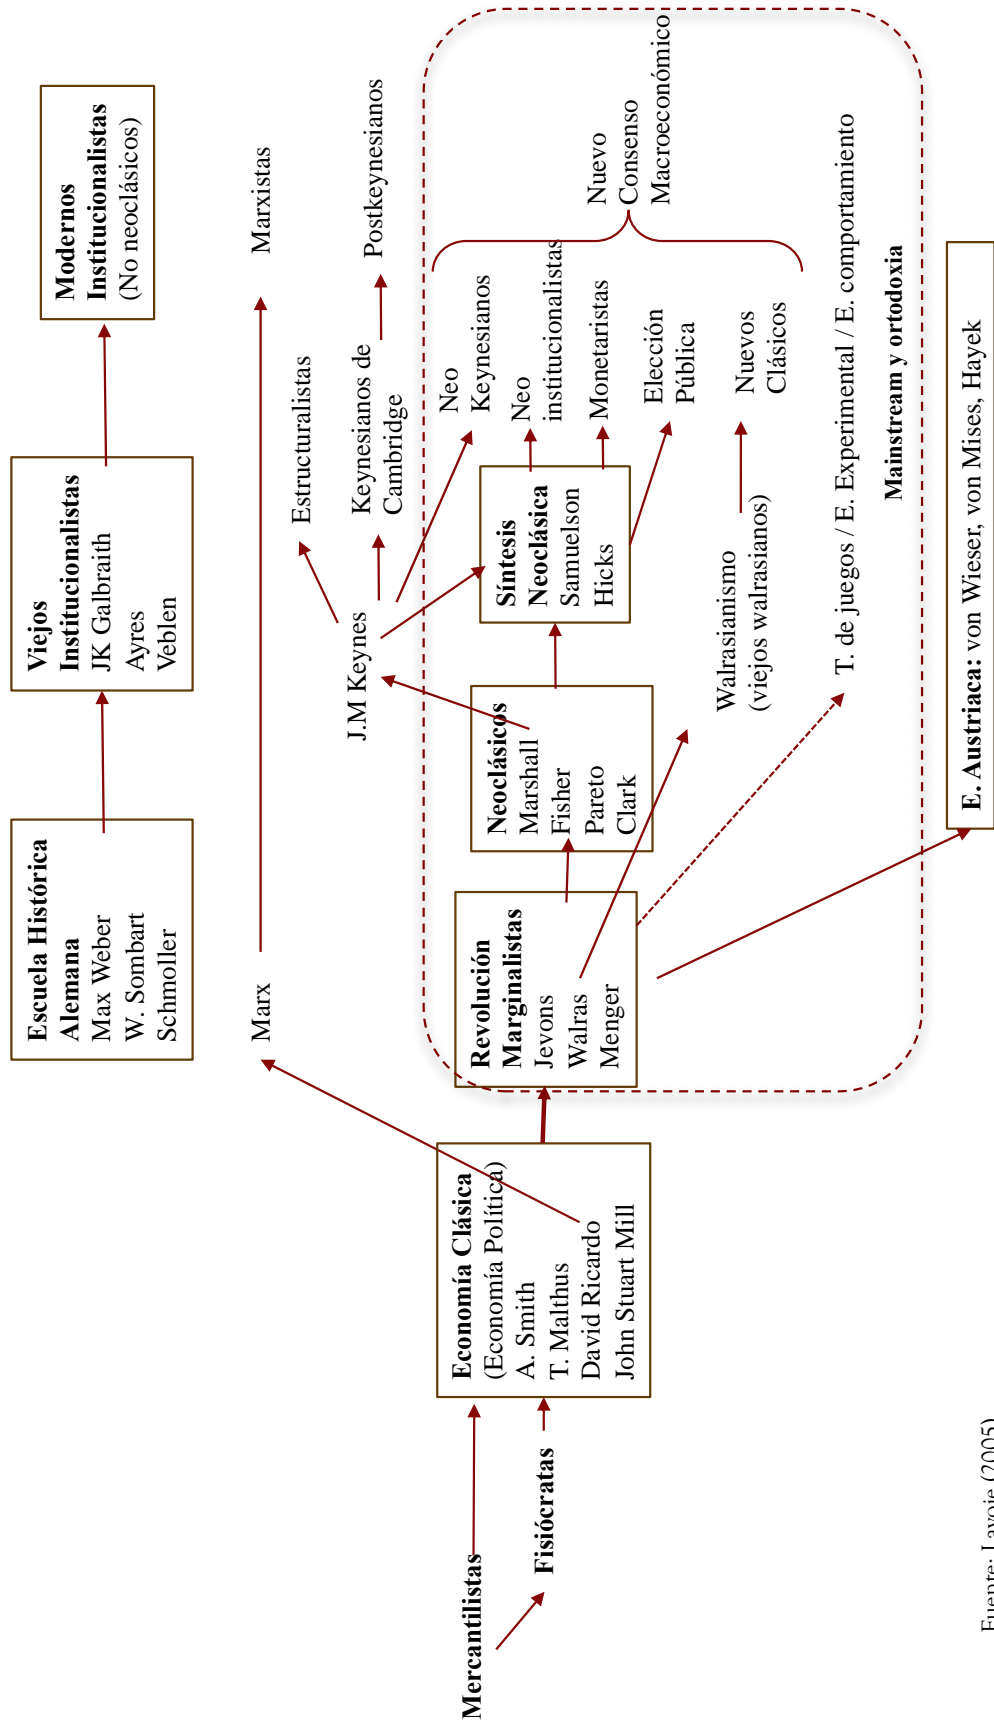 Mercantilistas
Fisiócratas
Economía Clásica
(Economía Política)
A. Smith
T. Malthus
David Ricardo
John Stuart Mill
Escuela Histórica
Alemana
Max Weber
W. Sombart
Schmoller
Viejos
Institucionalistas
JK Galbraith
Ayres
Veblen
Modernos
Institucionalistas
(No neoclásicos)
Marx
Marxistas
Estructuralistas
J.M Keynes
Keynesianos de
Cambridge
Postkeynesianos
Revolución
Marginalistas
Jevons
Walras
Menger
Neoclásicos
Marshall
Fisher
Pareto
Clark
Síntesis
Neoclásica
Samuelson
Hicks
Neo
Keynesianos
Neo
institucionalistas
Monetaristas
Elección
Pública
Walrasianismo
(viejos walrasianos)
Nuevos
Clásicos
Nuevo
Consenso
Macroeconómico
T. de juegos / E. Experimental / E. comportamiento
Mainstream y ortodoxia
E. Austriaca: von Wieser, von Mises, Hayek
Fuente: Lavoie (2005)